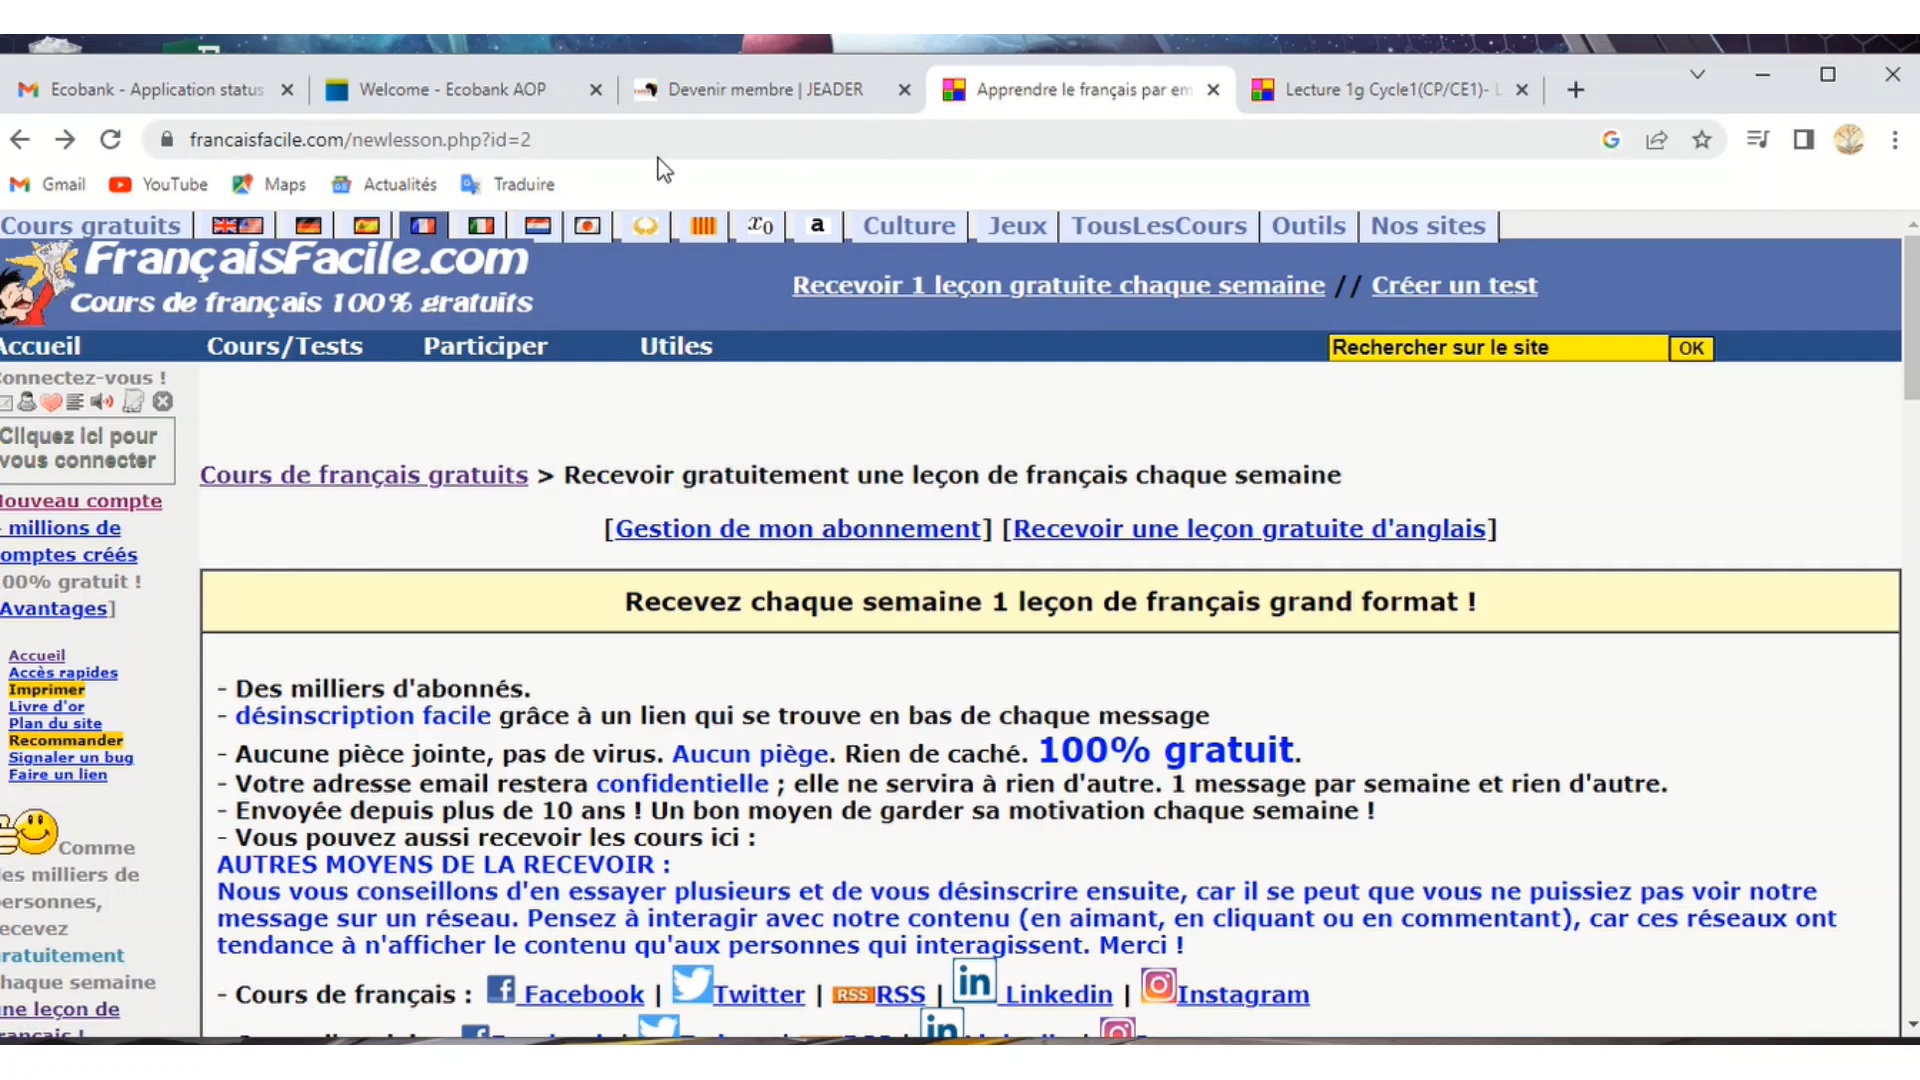 Ecobank - Application status
Welcome - Ecobank AOP
Devenir membre | JEADER
Apprendre le français par em
Lecture 1g Cycle1(CP/CE1)- L
francaisfacile.com/newlesson.php?id=2
Gmail
YouTube
Maps
Actualités
Traduire
Cours gratuits
x0
a
Culture
Jeux
TousLesCours
Outils
Nos sites
FrançaisFacile.com
Cours de français 100% gratuits
Recevoir 1 leçon gratuite chaque semaine // Créer un test
Accueil
Cours/Tests
Participer
Utiles
Rechercher sur le site
OK
onnectez-vous !
Cliquez ici pour
vous connecter
Nouveau compte
millions de
omptes créés
00% gratuit !
Avantages]
Accueil
Accès rapides
Imprimer
Livre d'or
Plan du site
Recommander
Signaler un bug
Faire un lien
Comme
es milliers de
ersonnes,
ecevez
ratuitement
haque semaine
ne leçon de
rançais !
Cours de français gratuits > Recevoir gratuitement une leçon de français chaque semaine
[Gestion de mon abonnement] [Recevoir une leçon gratuite d'anglais]
Recevez chaque semaine 1 leçon de français grand format !
- Des milliers d'abonnés.
- désinscription facile grâce à un lien qui se trouve en bas de chaque message
- Aucune pièce jointe, pas de virus. Aucun piège. Rien de caché. 100% gratuit.
- Votre adresse email restera confidentielle ; elle ne servira à rien d'autre. 1 message par semaine et rien d'autre.
- Envoyée depuis plus de 10 ans ! Un bon moyen de garder sa motivation chaque semaine !
- Vous pouvez aussi recevoir les cours ici :
AUTRES MOYENS DE LA RECEVOIR :
Nous vous conseillons d'en essayer plusieurs et de vous désinscrire ensuite, car il se peut que vous ne puissiez pas voir notre
message sur un réseau. Pensez à interagir avec notre contenu (en aimant, en cliquant ou en commentant), car ces réseaux ont
tendance à n'afficher le contenu qu'aux personnes qui interagissent. Merci !
- Cours de français : Facebook | Twitter | RSS RSS | Linkedin | Instagram